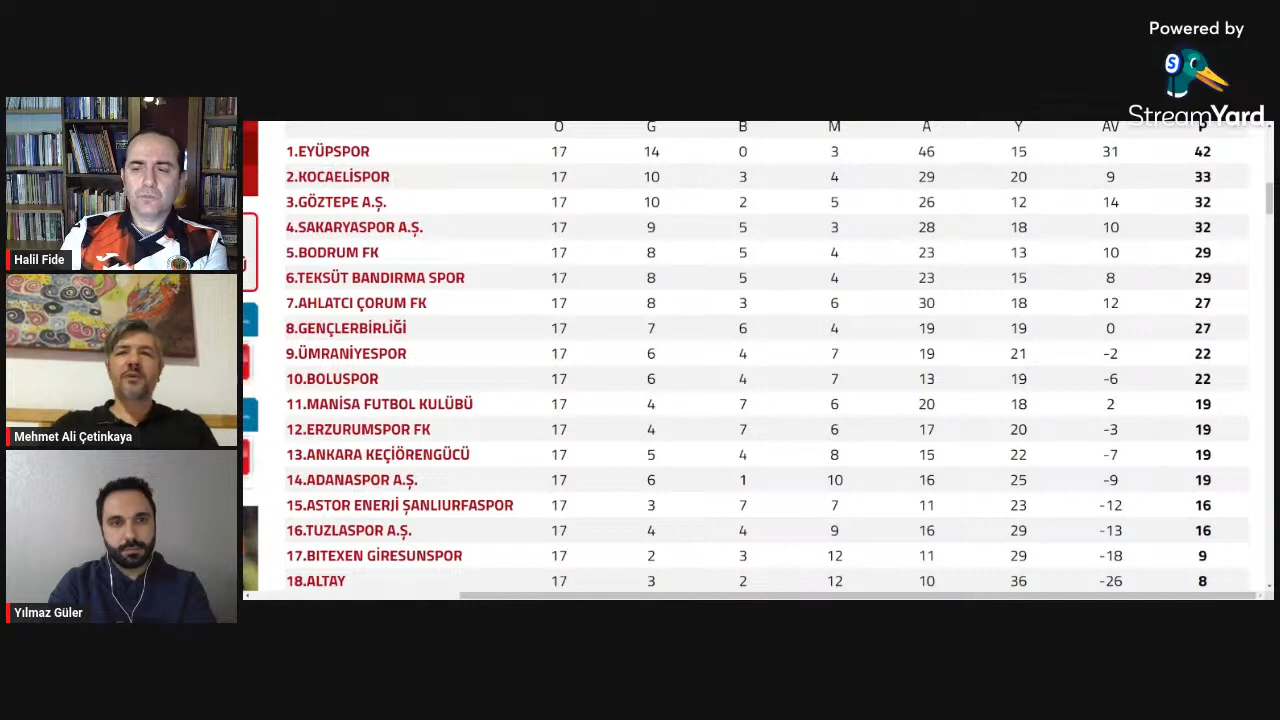 Powered by
StreamYard
O G B M A Y AV P
1.EYÜPSPOR 17 14 0 3 46 15 31 42
2.KOCAELİSPOR 17 10 3 4 29 20 9 33
3.GÖZTEPE A.Ş. 17 10 2 5 26 12 14 32
4.SAKARYASPOR A.Ş. 17 9 5 3 28 18 10 32
5.BODRUM FK 17 8 5 4 23 13 10 29
6.TEKSÜT BANDIRMA SPOR 17 8 5 4 23 15 8 29
7.AHLATCI ÇORUM FK 17 8 3 6 30 18 12 27
8.GENÇLERBİRLİĞİ 17 7 6 4 19 19 0 27
9.ÜMRANİYESPOR 17 6 4 7 19 21 -2 22
10.BOLUSPOR 17 6 4 7 13 19 -6 22
11.MANİSA FUTBOL KULÜBÜ 17 4 7 6 20 18 2 19
12.ERZURUMSPOR FK 17 4 7 6 17 20 -3 19
13.ANKARA KEÇİÖRENGÜCÜ 17 5 4 8 15 22 -7 19
14.ADANASPOR A.Ş. 17 6 1 10 16 25 -9 19
15.ASTOR ENERJİ ŞANLIURFASPOR 17 3 7 7 11 23 -12 16
16.TUZLASPOR A.Ş. 17 4 4 9 16 29 -13 16
17.BITEXEN GİRESUNSPOR 17 2 3 12 11 29 -18 9
18.ALTAY 17 3 2 12 10 36 -26 8
Halil Fide
Mehmet Ali Çetinkaya
Yılmaz Güler